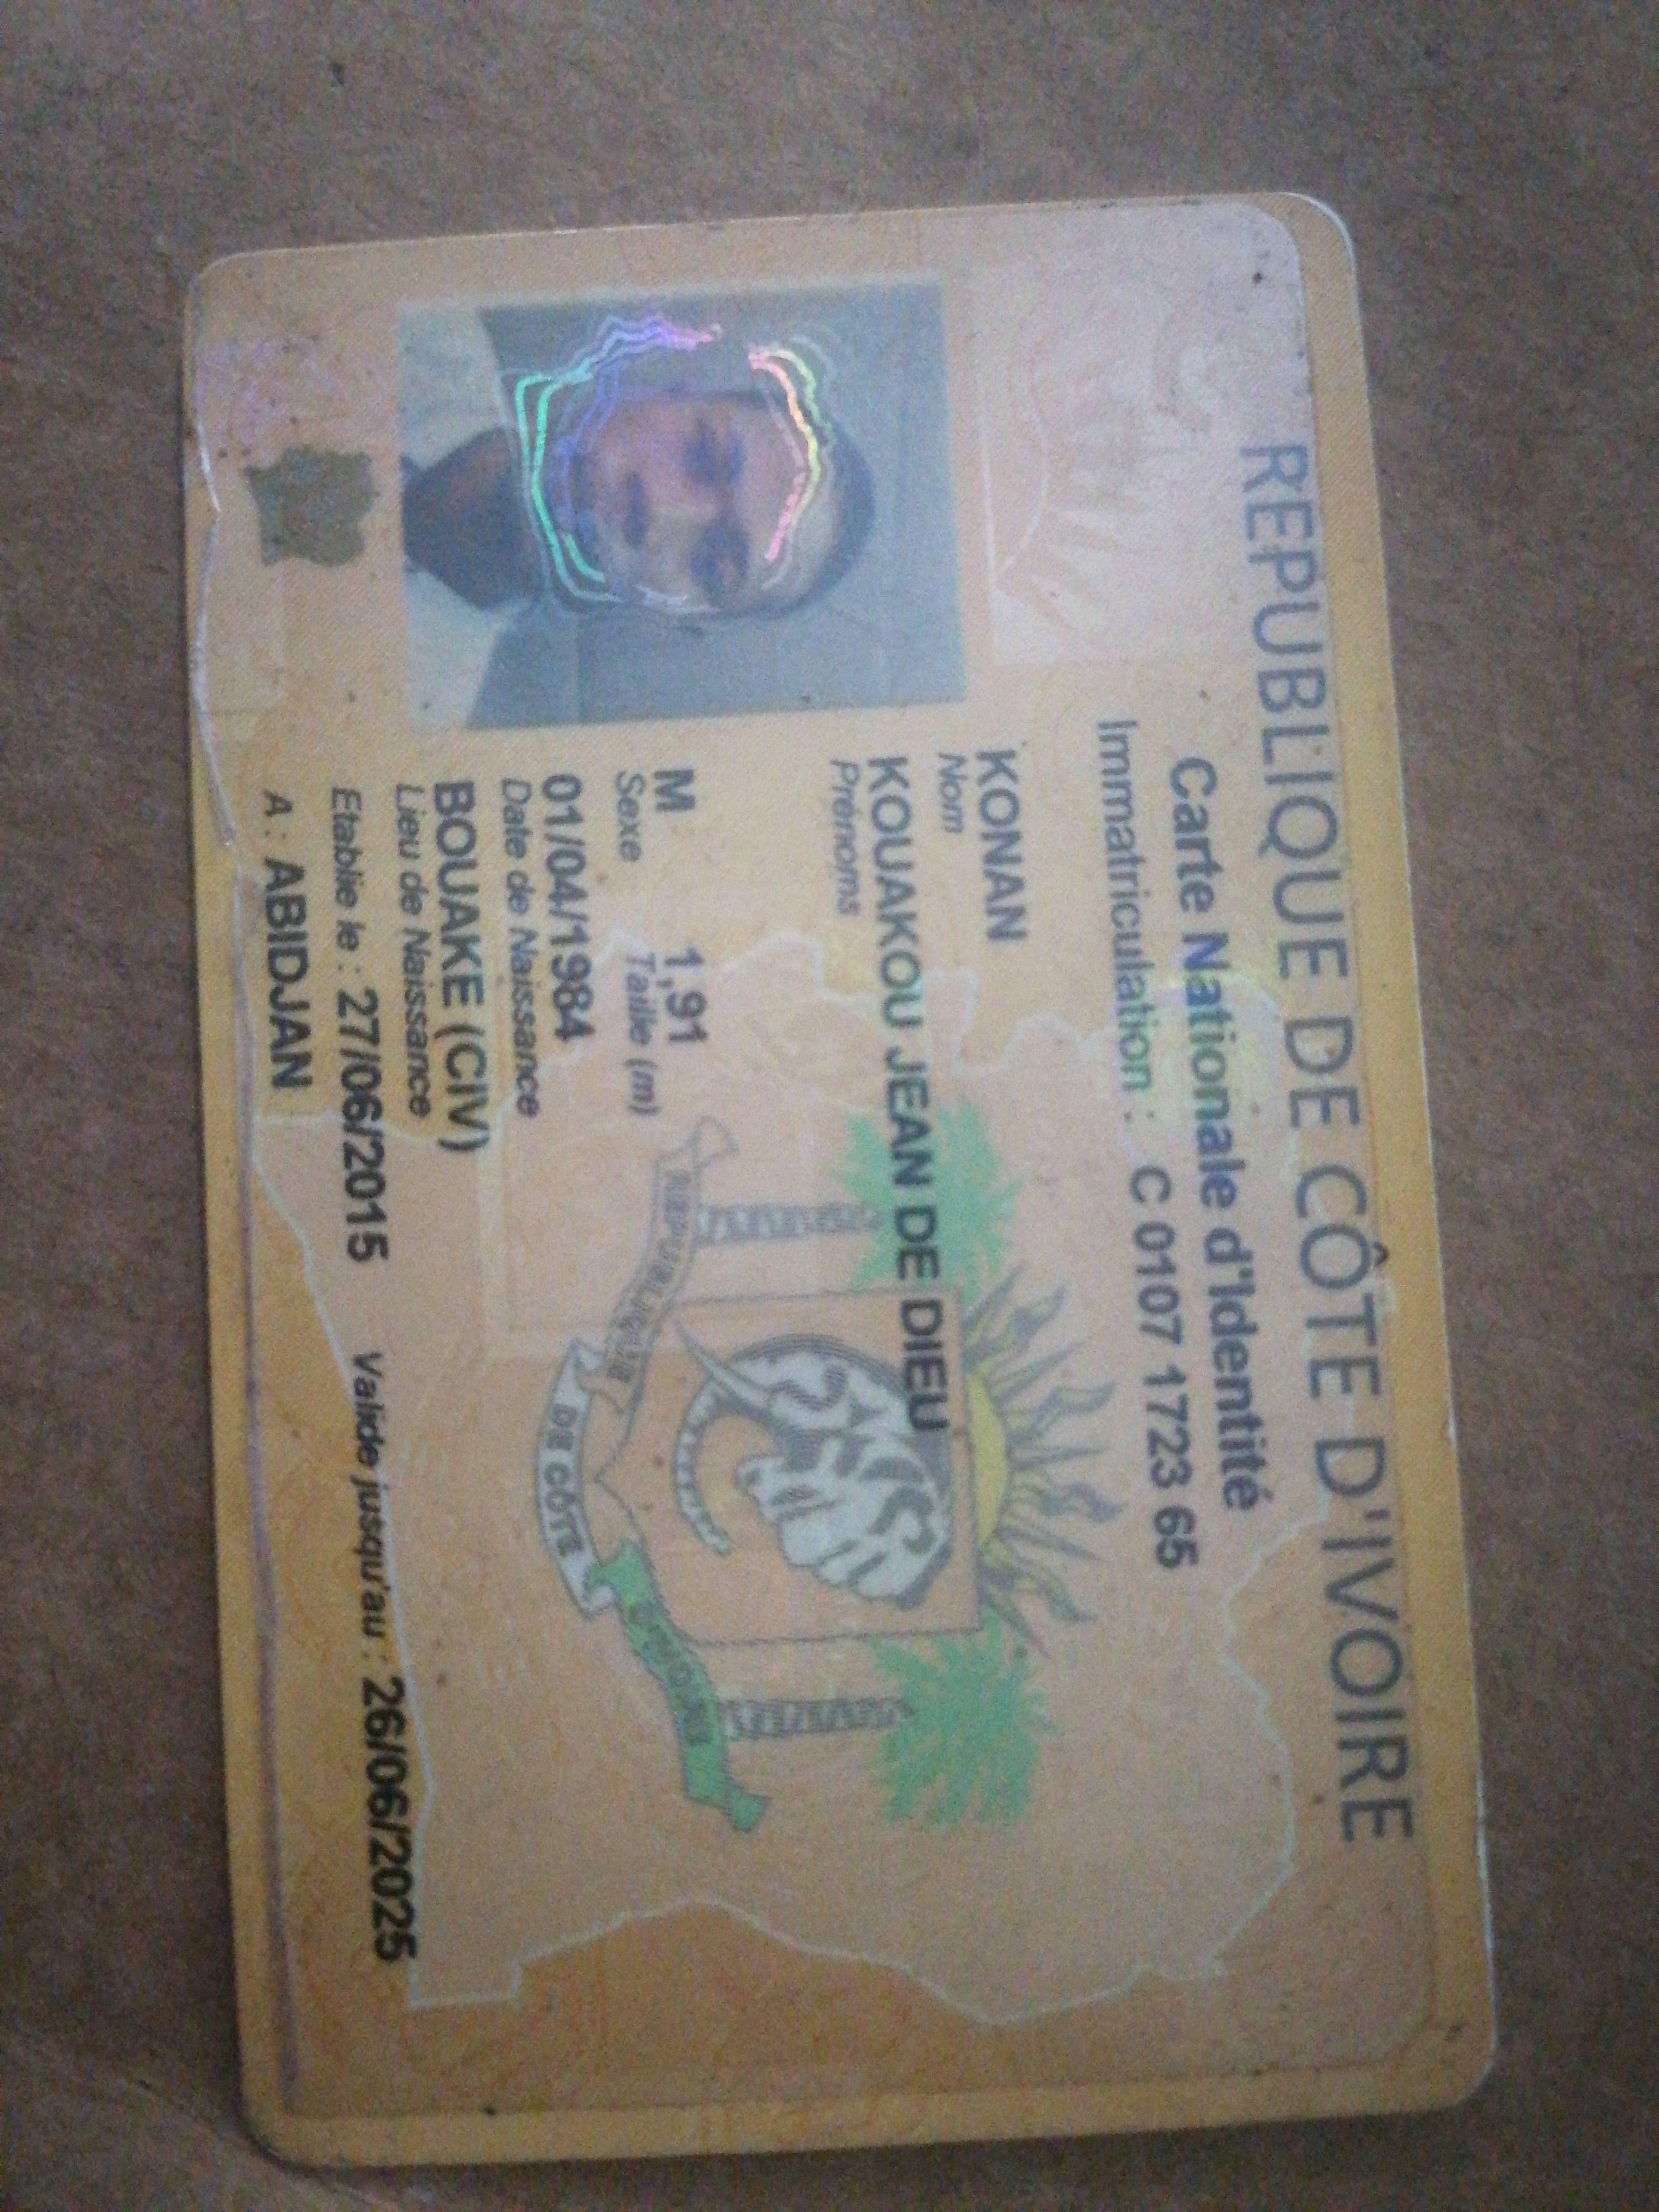 REPUBLIQUE DE CÔTE D'IVOIRE
Carte Nationale d'Identité
Immatriculation : C 0107 1723 65
KONAN
Nom
KOUAKOU JEAN DE DIEU
Prénoms
M 1,91
Sexe Taille (m)
01/04/1984
Date de Naissance
BOUAKE (CIV)
Lieu de Naissance
Etablie le : 27/06/2015 Valide jusqu'au : 26/06/2025
A : ABIDJAN
REPUBLIQUE
DE CÔTE
D'IVOIRE